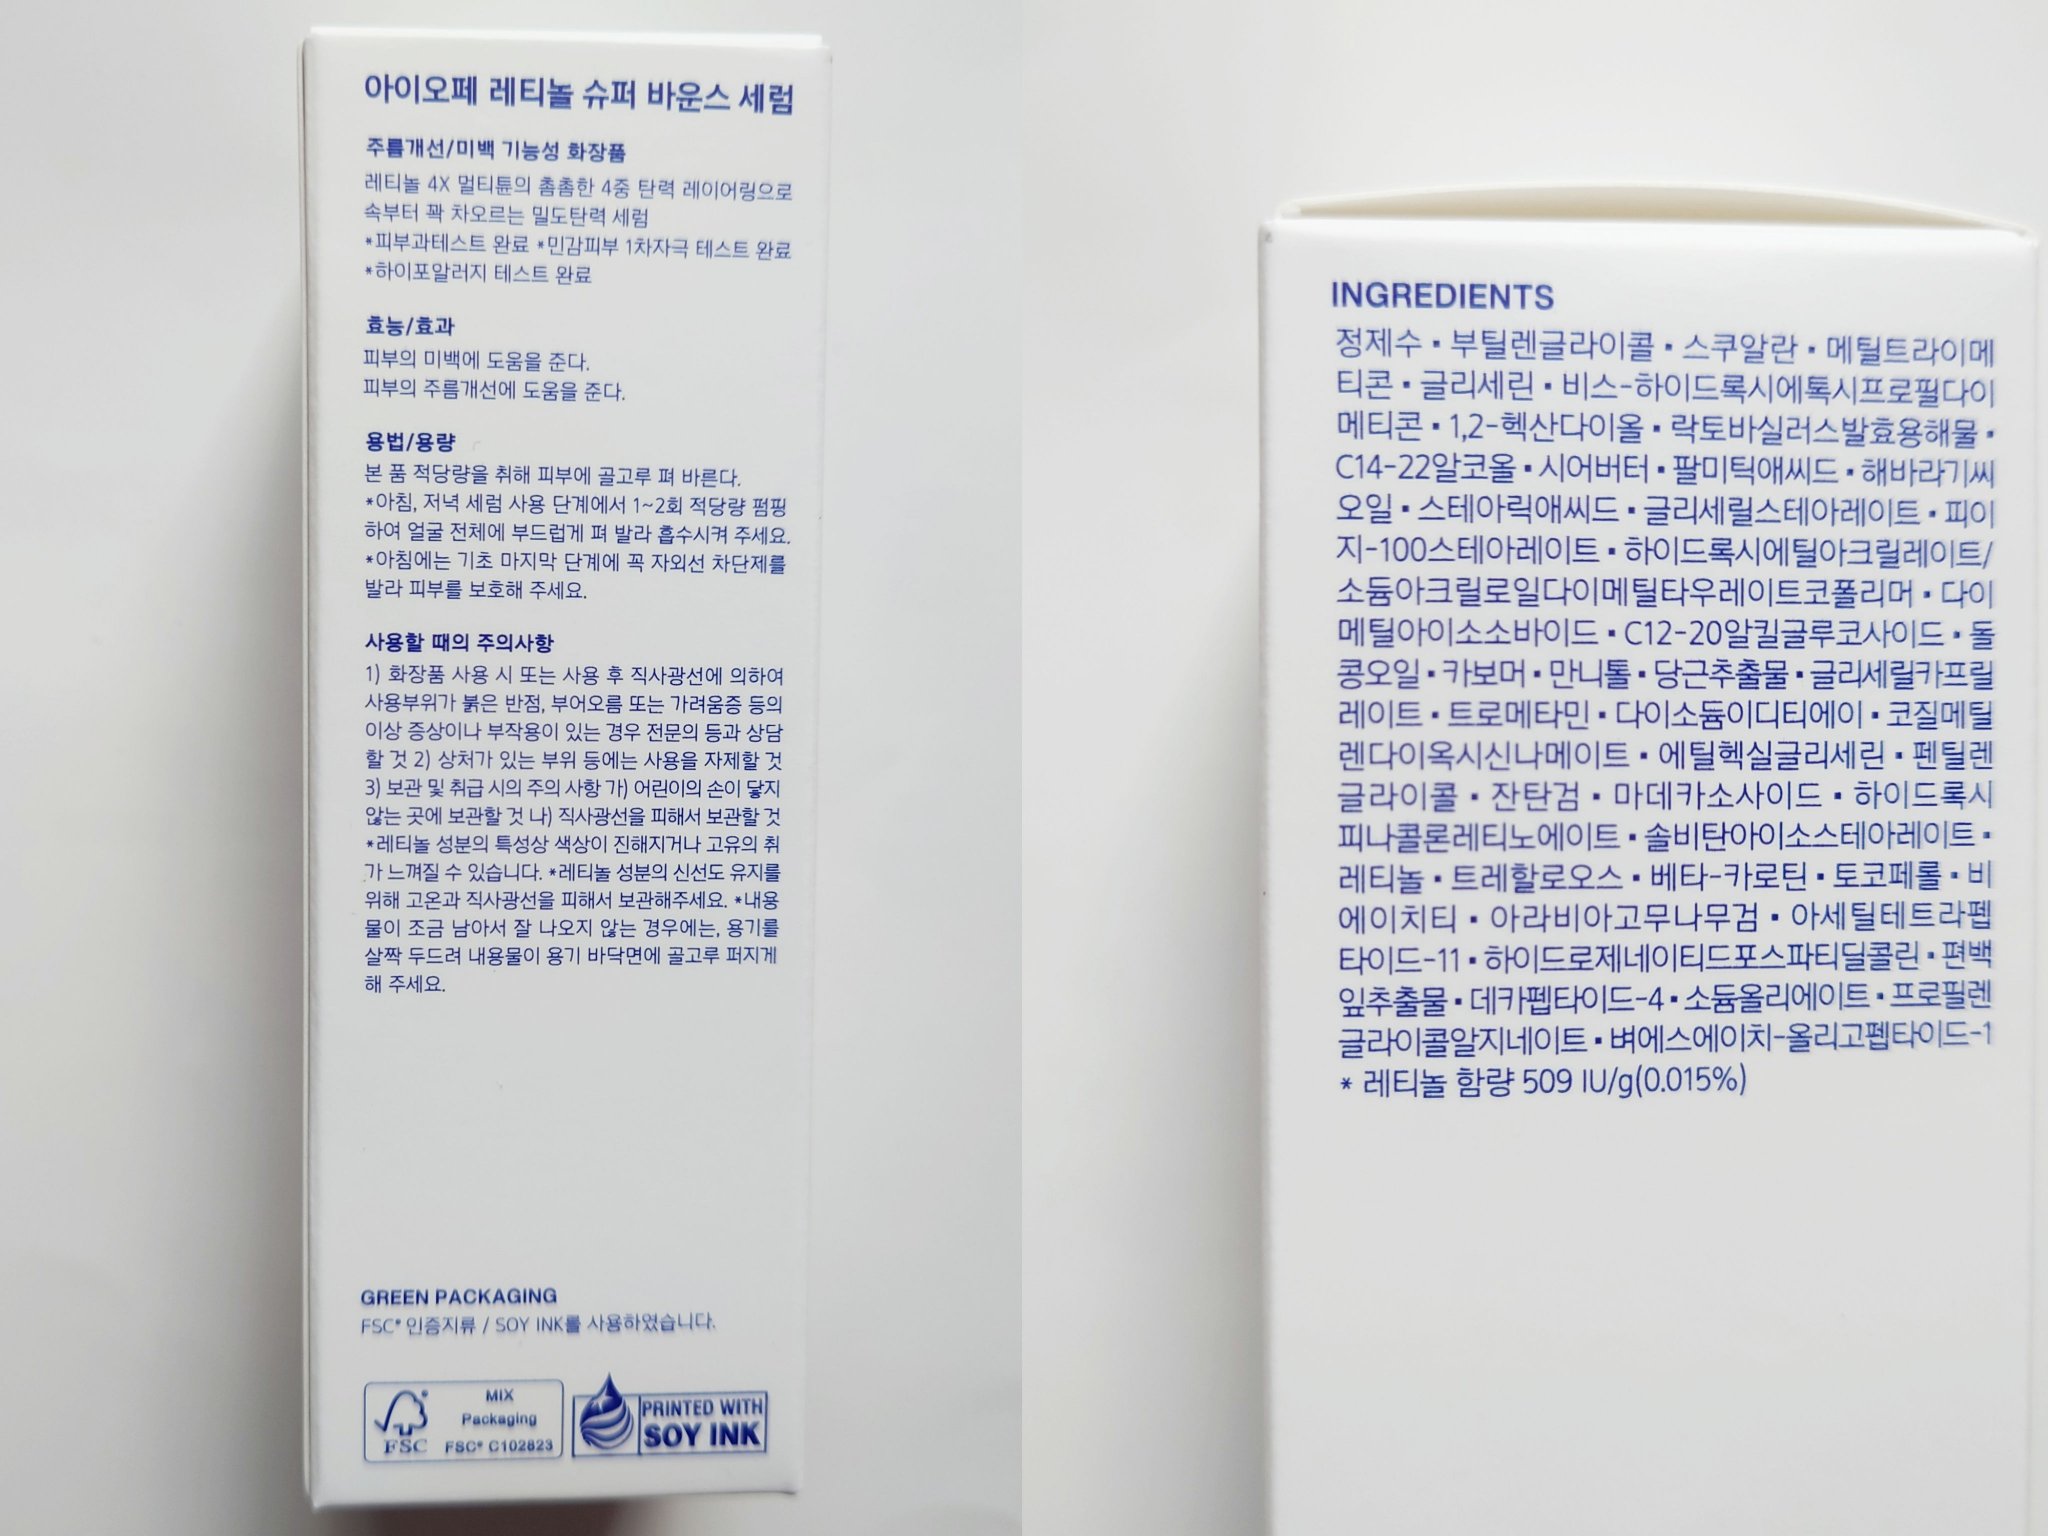 아이오페 레티놀 슈퍼 바운스 세럼
주름개선/미백 기능성 화장품
레티놀 4X 멀티튠의 촘촘한 4중 탄력 레이어링으로
속부터 꽉 차오르는 밀도탄력 세럼
*피부과테스트 완료 *민감피부 1차자극 테스트 완료
*하이포알러지 테스트 완료
효능/효과
피부의 미백에 도움을 준다.
피부의 주름개선에 도움을 준다.
용법/용량
본 품 적당량을 취해 피부에 골고루 펴 바른다.
*아침, 저녁 세럼 사용 단계에서 1~2회 적당량 펌핑
하여 얼굴 전체에 부드럽게 펴 발라 흡수시켜 주세요.
*아침에는 기초 마지막 단계에 꼭 자외선 차단제를
발라 피부를 보호해 주세요.
사용할 때의 주의사항
1) 화장품 사용 시 또는 사용 후 직사광선에 의하여
사용부위가 붉은 반점, 부어오름 또는 가려움증 등의
이상 증상이나 부작용이 있는 경우 전문의 등과 상담
할 것 2) 상처가 있는 부위 등에는 사용을 자제할 것
3) 보관 및 취급 시의 주의 사항 가) 어린이의 손이 닿지
않는 곳에 보관할 것 나) 직사광선을 피해서 보관할 것
*레티놀 성분의 특성상 색상이 진해지거나 고유의 취
가 느껴질 수 있습니다. *레티놀 성분의 신선도 유지를
위해 고온과 직사광선을 피해서 보관해주세요. *내용
물이 조금 남아서 잘 나오지 않는 경우에는, 용기를
살짝 두드려 내용물이 용기 바닥면에 골고루 퍼지게
해 주세요.
GREEN PACKAGING
FSC® 인증지류 / SOY INK를 사용하였습니다.
FSC
MIX
Packaging
FSC® C102823
PRINTED WITH
SOY INK
INGREDIENTS
정제수▪부틸렌글라이콜▪스쿠알란▪메틸트라이메
티콘▪글리세린▪비스-하이드록시에톡시프로필다이
메티콘▪1,2-헥산다이올▪락토바실러스발효용해물▪
C14-22알코올▪시어버터▪팔미틱애씨드▪해바라기씨
오일▪스테아릭애씨드▪글리세릴스테아레이트▪피이
지-100스테아레이트▪하이드록시에틸아크릴레이트/
소듐아크릴로일다이메틸타우레이트코폴리머▪다이
메틸아이소소바이드▪C12-20알킬글루코사이드▪돌
콩오일▪카보머▪만니톨▪당근추출물▪글리세릴카프릴
레이트▪트로메타민▪다이소듐이디티에이▪코질메틸
렌다이옥시신나메이트▪에틸헥실글리세린▪펜틸렌
글라이콜▪잔탄검▪마데카소사이드▪하이드록시
피나콜론레티노에이트▪솔비탄아이소스테아레이트▪
레티놀▪트레할로오스▪베타-카로틴▪토코페롤▪비
에이치티▪아라비아고무나무검▪아세틸테트라펩
타이드-11▪하이드로제네이티드포스파티딜콜린▪편백
잎추출물▪데카펩타이드-4▪소듐올리에이트▪프로필렌
글라이콜알지네이트▪벼에스에이치-올리고펩타이드-1
* 레티놀 함량 509 IU/g(0.015%)